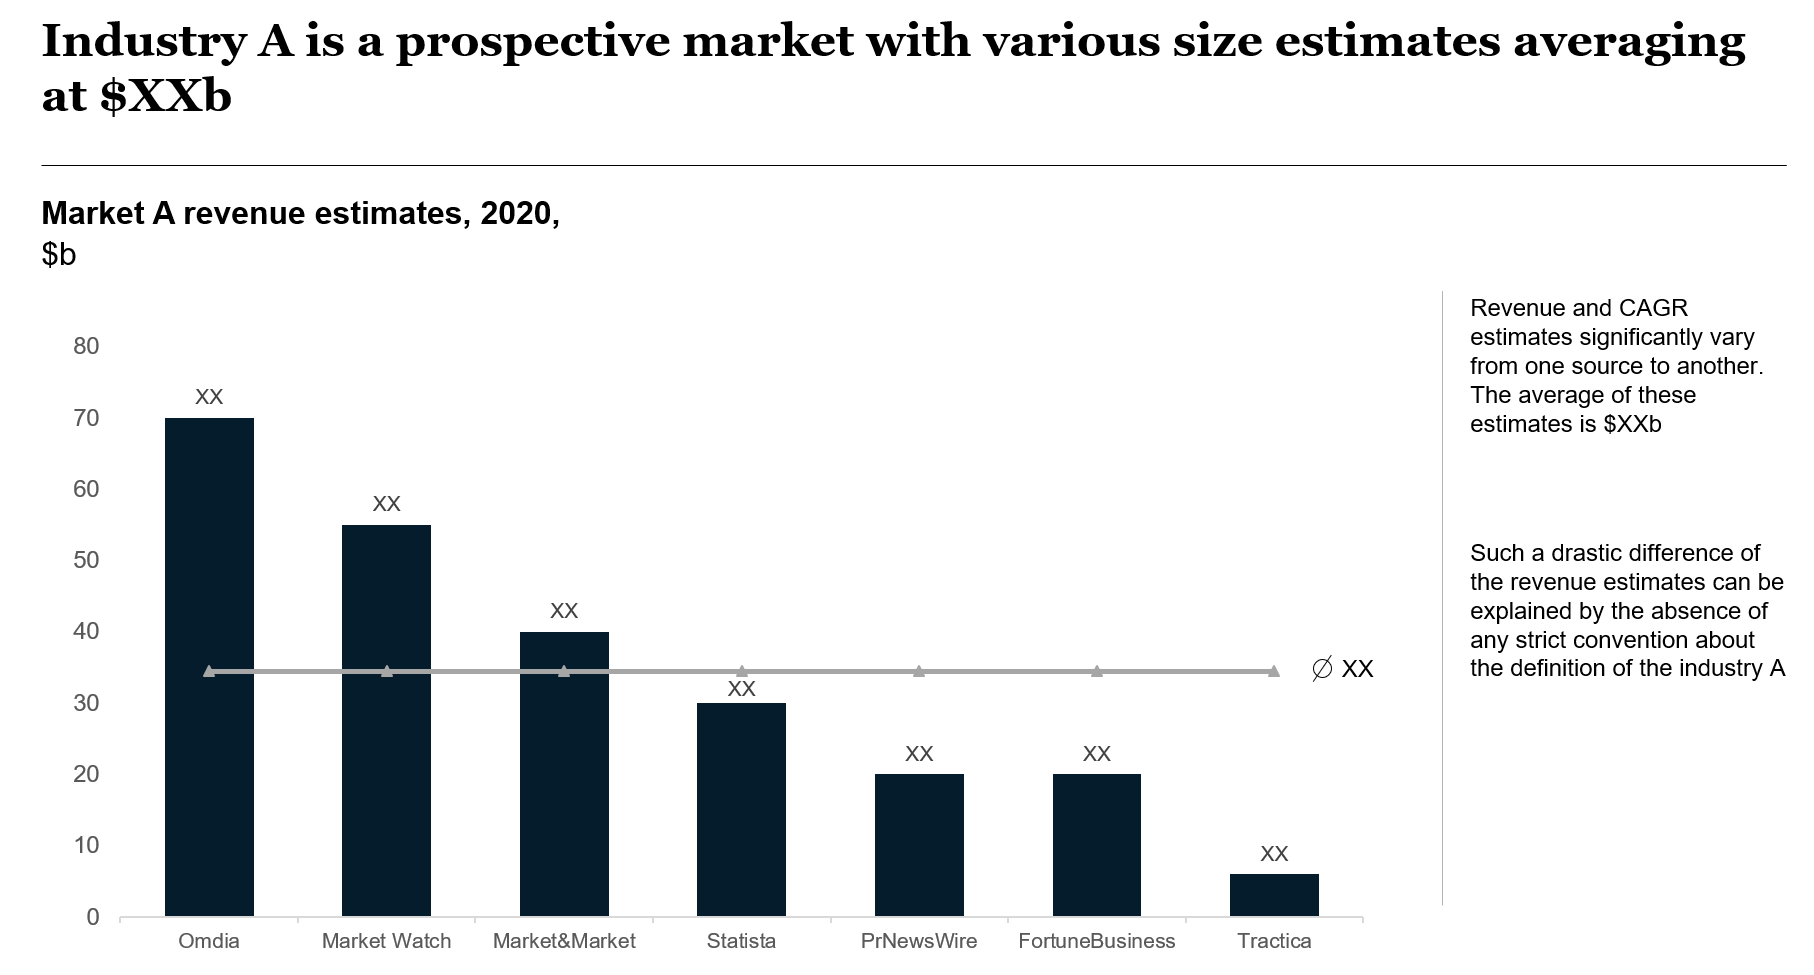 Industry A is a prospective market with various size estimates averaging
at $XXb
Market A revenue estimates, 2020,
$b
80
70
60
50
40
30
20
10
0
XX
XX
XX
XX
XX
XX
XX
∅ XX
Omdia
Market Watch
Market&Market
Statista
PrNewsWire
FortuneBusiness
Tractica
Revenue and CAGR
estimates significantly vary
from one source to another.
The average of these
estimates is $XXb
Such a drastic difference of
the revenue estimates can be
explained by the absence of
any strict convention about
the definition of the industry A